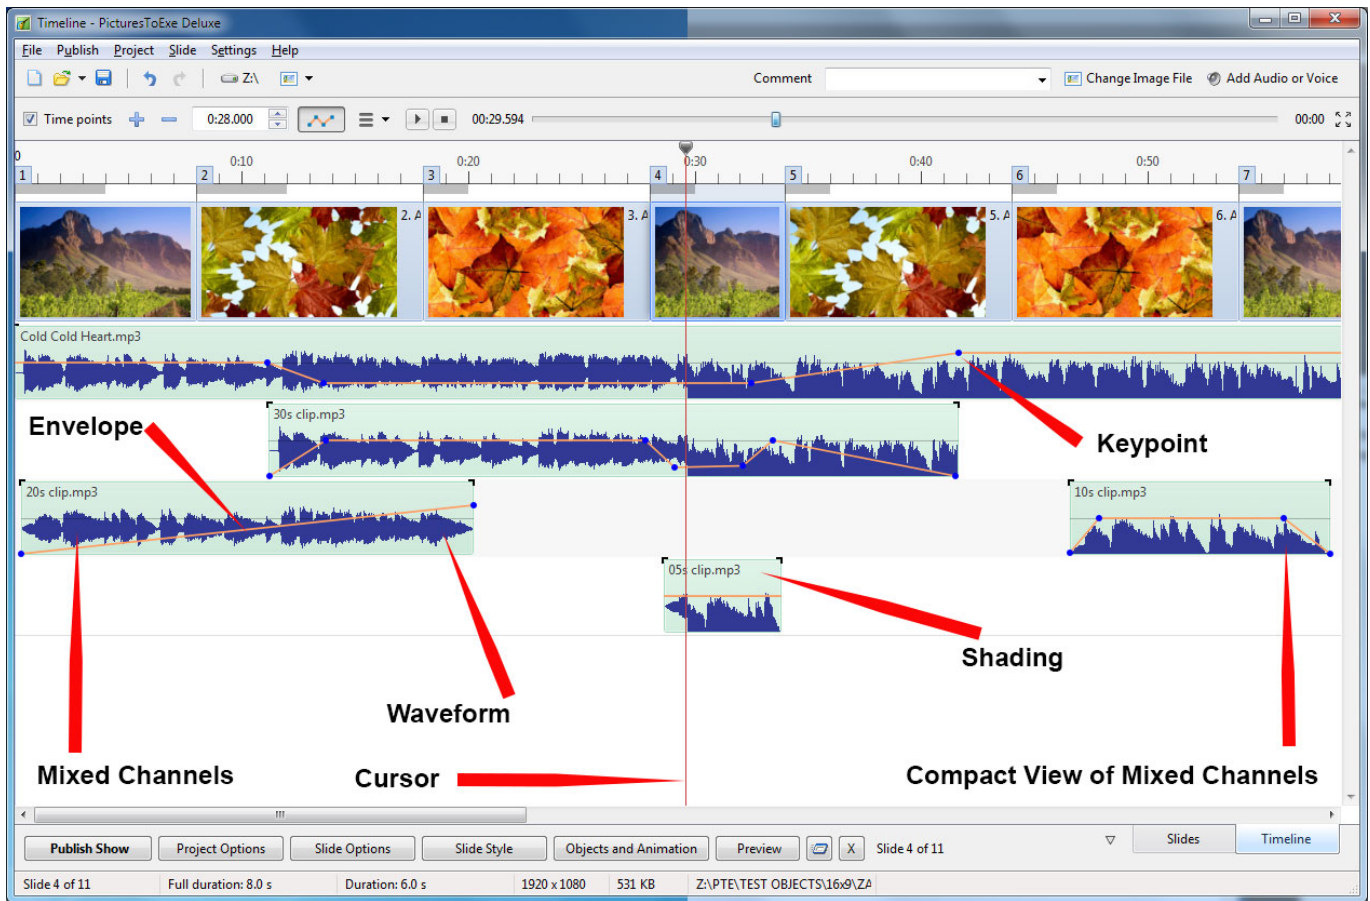 Timeline - PicturesToExe Deluxe
File Publish Project Slide Settings Help
Z:\ Comment Change Image File Add Audio or Voice
Time points 0:28.000 00:29.594 00:00
0 0:10 0:20 0:30 0:40 0:50
1 2 3 4 5 6 7
2. A 3. A 5. A 6. A
Cold Cold Heart.mp3
30s clip.mp3
Envelope
Keypoint
20s clip.mp3 10s clip.mp3
05s clip.mp3
Shading
Waveform
Mixed Channels Cursor Compact View of Mixed Channels
Publish Show Project Options Slide Options Slide Style Objects and Animation Preview X Slide 4 of 11 Slides Timeline
Slide 4 of 11 Full duration: 8.0 s Duration: 6.0 s 1920 x 1080 531 KB Z:\PTE\TEST OBJECTS\16x9\ZA